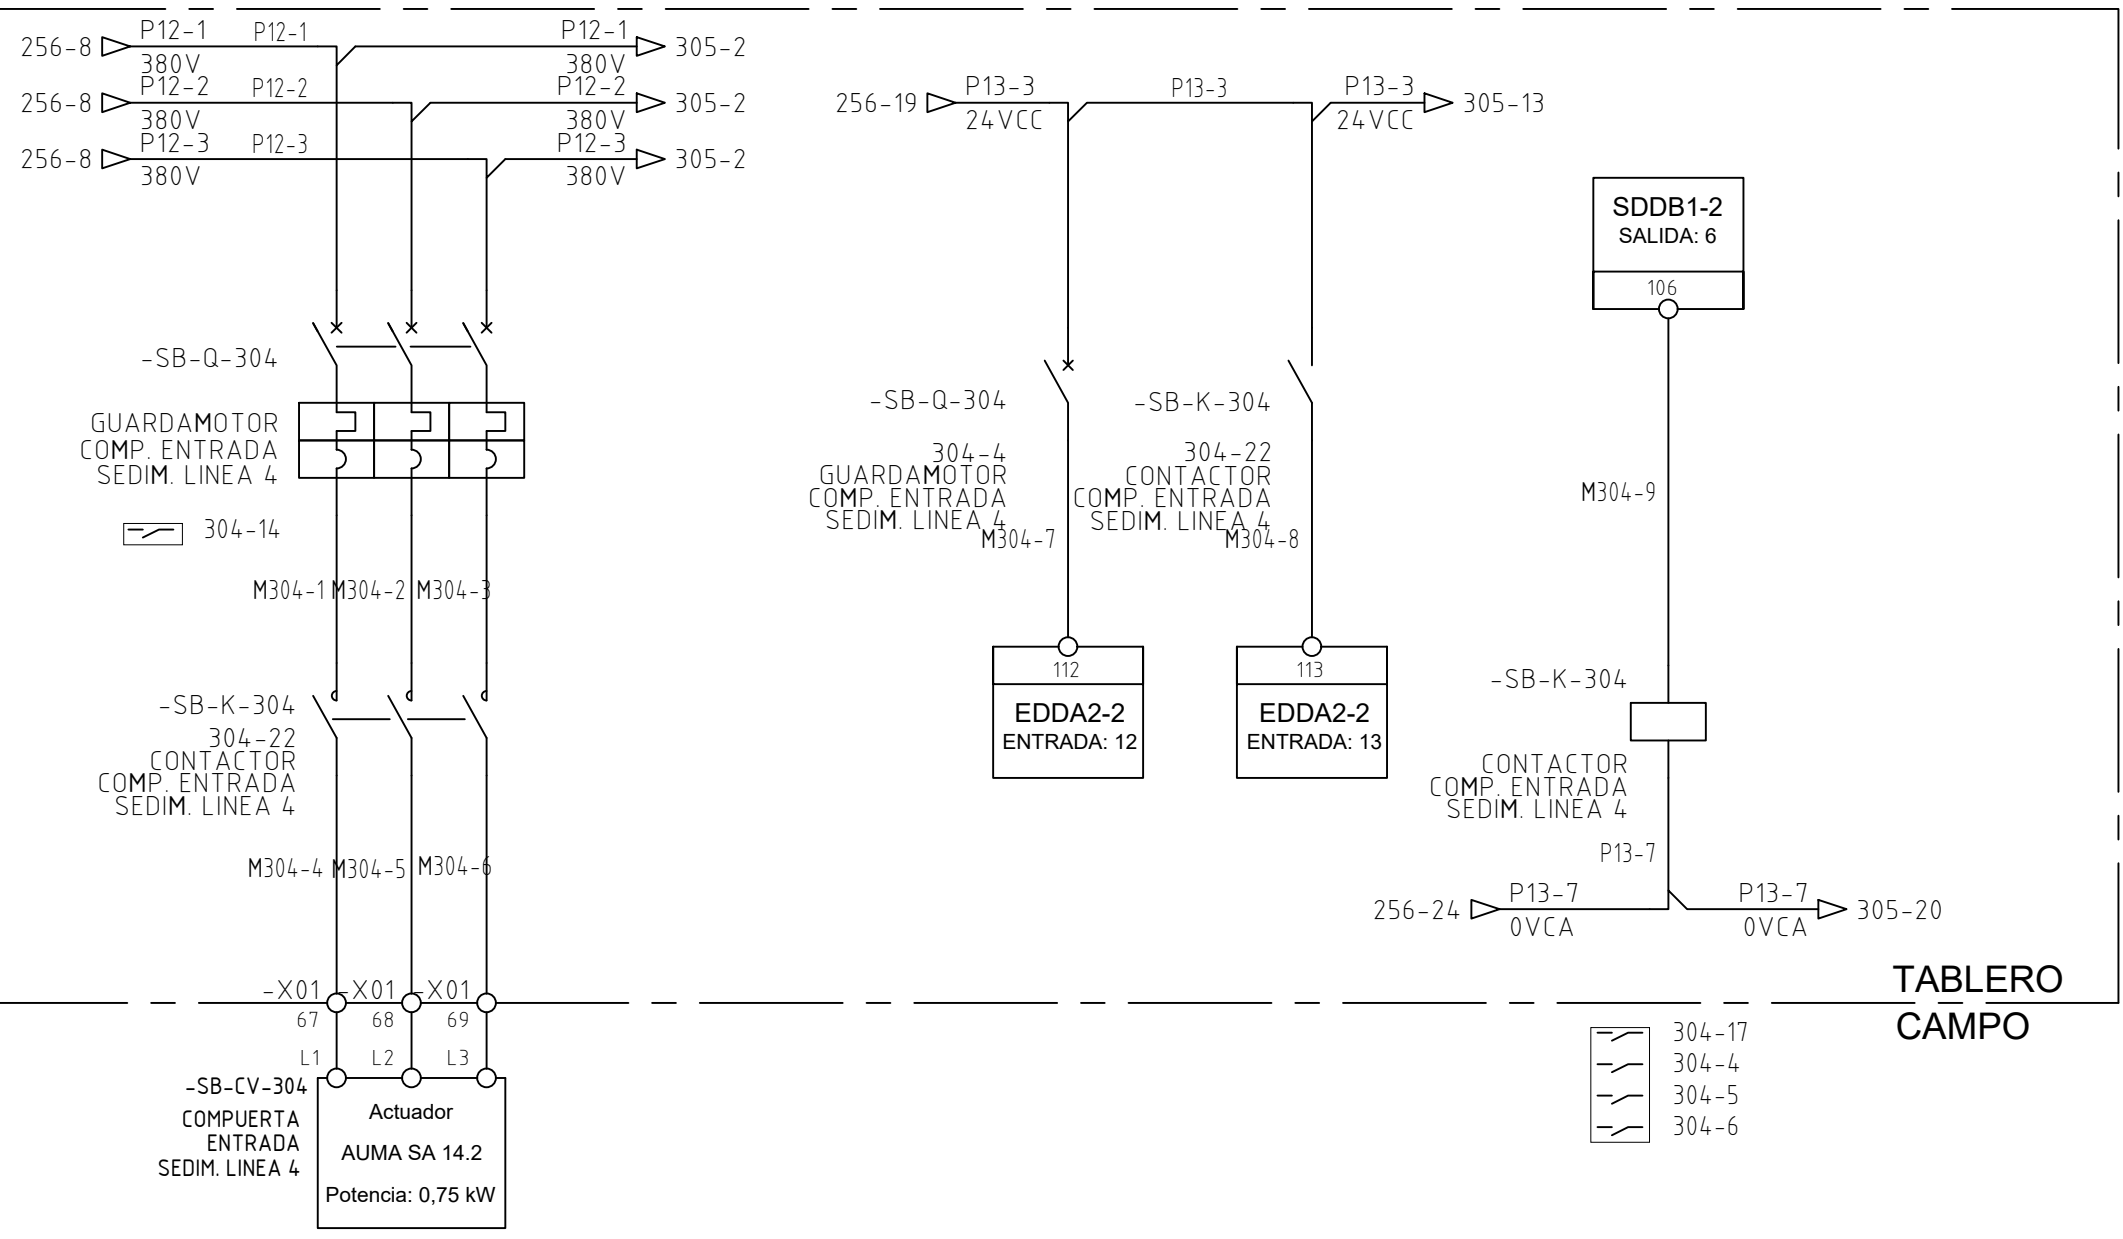 256-8
P12-1
380V
P12-1
P12-1
380V
305-2
256-8
P12-2
380V
P12-2
P12-2
380V
305-2
256-8
P12-3
380V
P12-3
P12-3
380V
305-2
-SB-Q-304
GUARDAMOTOR
COMP. ENTRADA
SEDIM. LINEA 4
304-14
M304-1
M304-2
M304-3
-SB-K-304
304-22
CONTACTOR
COMP. ENTRADA
SEDIM. LINEA 4
M304-4
M304-5
M304-6
-X01
-X01
-X01
67
68
69
L1
L2
L3
-SB-CV-304
COMPUERTA
ENTRADA
SEDIM. LINEA 4
Actuador
AUMA SA 14.2
Potencia: 0,75 kW
256-19
P13-3
24VCC
P13-3
P13-3
24VCC
305-13
-SB-Q-304
304-4
GUARDAMOTOR
COMP. ENTRADA
SEDIM. LINEA 4
M304-7
112
EDDA2-2
ENTRADA: 12
-SB-K-304
304-22
CONTACTOR
COMP. ENTRADA
SEDIM. LINEA 4
M304-8
113
EDDA2-2
ENTRADA: 13
SDDB1-2
SALIDA: 6
106
M304-9
-SB-K-304
CONTACTOR
COMP. ENTRADA
SEDIM. LINEA 4
P13-7
256-24
P13-7
0VCA
P13-7
0VCA
305-20
TABLERO
CAMPO
304-17
304-4
304-5
304-6